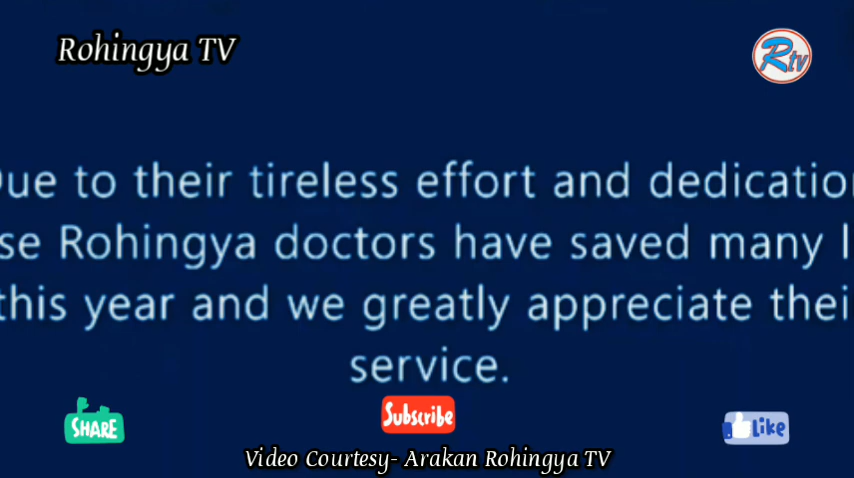 Rohingya TV
Rtv
ue to their tireless effort and dedicatio
se Rohingya doctors have saved many l
this year and we greatly appreciate thei
service.
SHARE
Subscribe
Like
Video Courtesy- Arakan Rohingya TV